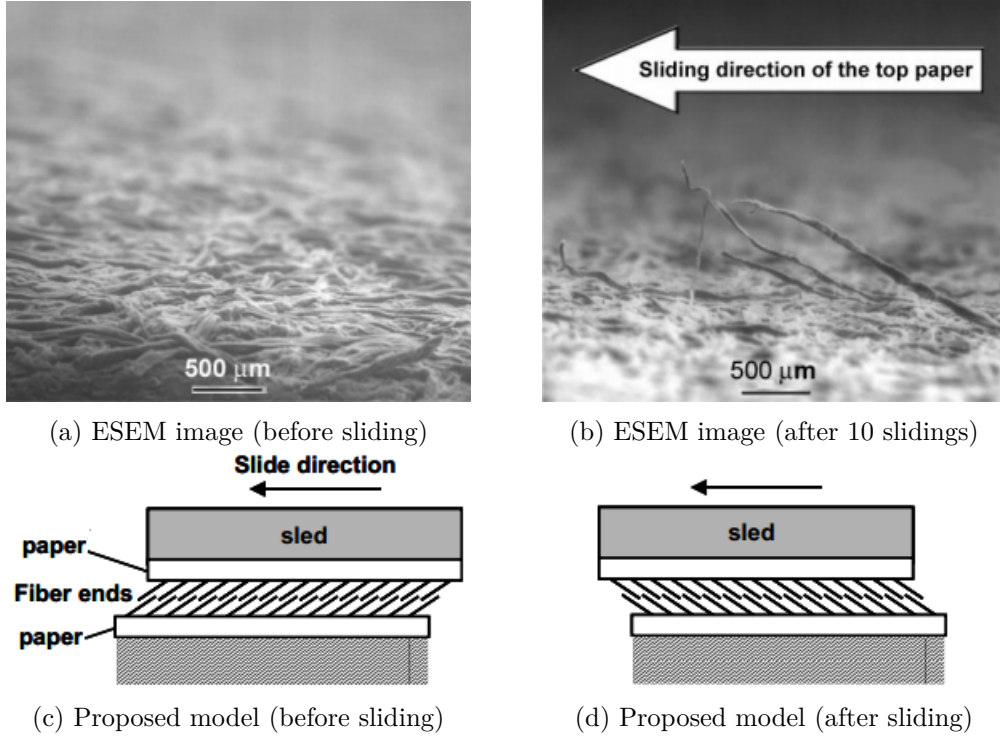 Sliding direction of the top paper
500 µm
500 µm
(a) ESEM image (before sliding)
(b) ESEM image (after 10 slidings)
Slide direction
sled
paper
Fiber ends
paper
(c) Proposed model (before sliding)
sled
(d) Proposed model (after sliding)